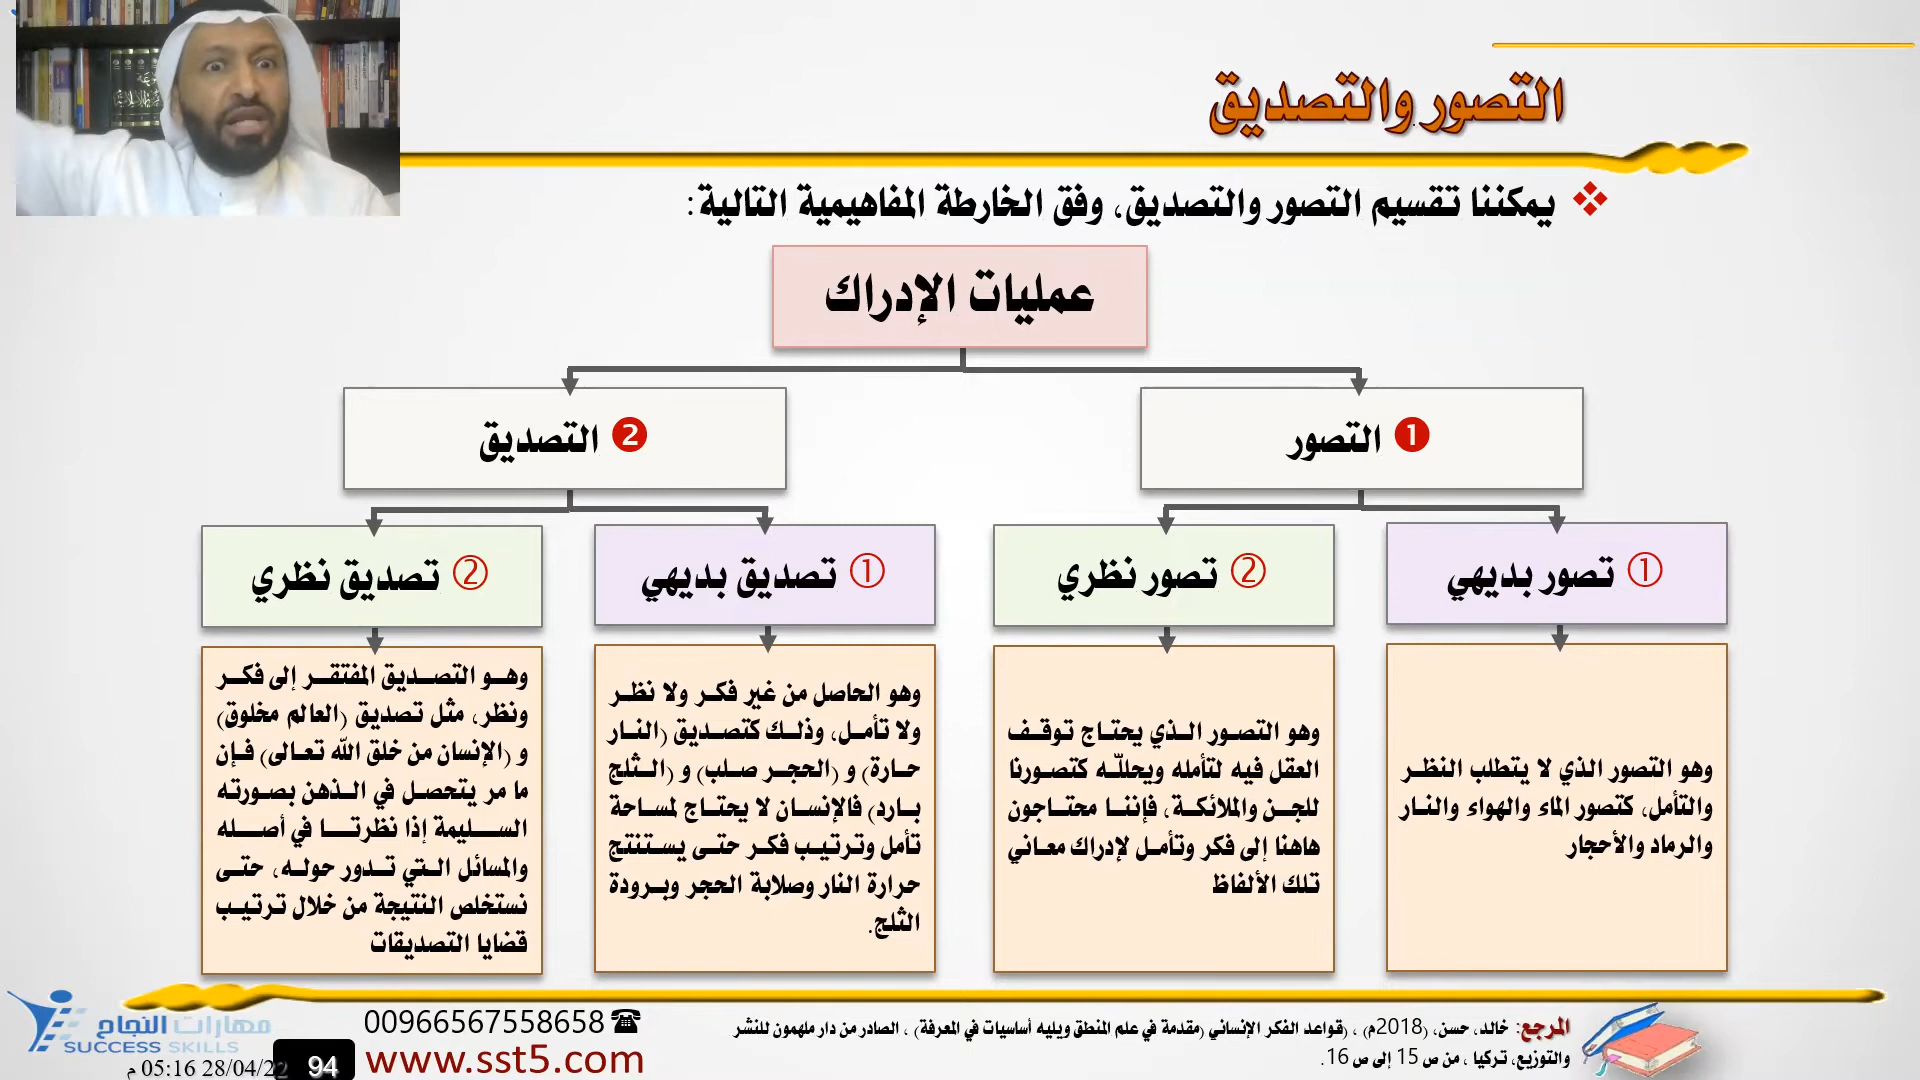 التصور والتصديق
❖ يمكننا تقسيم التصور والتصديق، وفق الخارطة المفاهيمية التالية:
عمليات الإدراك
❶ التصور
❷ التصديق
① تصور بديهي
② تصور نظري
① تصديق بديهي
② تصديق نظري
وهو التصور الذي لا يتطلب النظر
والتأمل، كتصور الماء والهواء والنار
والرماد والأحجار
وهو التصور الذي يحتاج توقف
العقل فيه لتأمله ويحللّه كتصورنا
للجن والملائكة، فإننا محتاجون
هاهنا إلى فكر وتأمل لإدراك معاني
تلك الألفاظ
وهو الحاصل من غير فكر ولا نظر
ولا تأمل، وذلك كتصديق (النار
حارة) و (الحجر صلب) و (الثلج
بارد) فالإنسان لا يحتاج لمساحة
تأمل وترتيب فكر حتى يستنتج
حرارة النار وصلابة الحجر وبرودة
الثلج.
وهو التصديق المفتقر إلى فكر
ونظر، مثل تصديق (العالم مخلوق)
و (الإنسان من خلق الله تعالى) فإن
ما مر يتحصل في الذهن بصورته
السليمة إذا نظرنا في أصله
والمسائل التي تدور حوله، حتى
نستخلص النتيجة من خلال ترتيب
قضايا التصديقات
المرجع: خالد، حسن، (2018م) ، (قواعد الفكر الإنساني (مقدمة في علم المنطق ويليه أساسيات في المعرفة) ، الصادر من دار ملهمون للنشر
والتوزيع، تركيا ، من ص 15 إلى ص 16.
☎ 00966567558658
www.sst5.com
94
مهارات النجاح
SUCCESS SKILLS
28/04/22 05:16 م